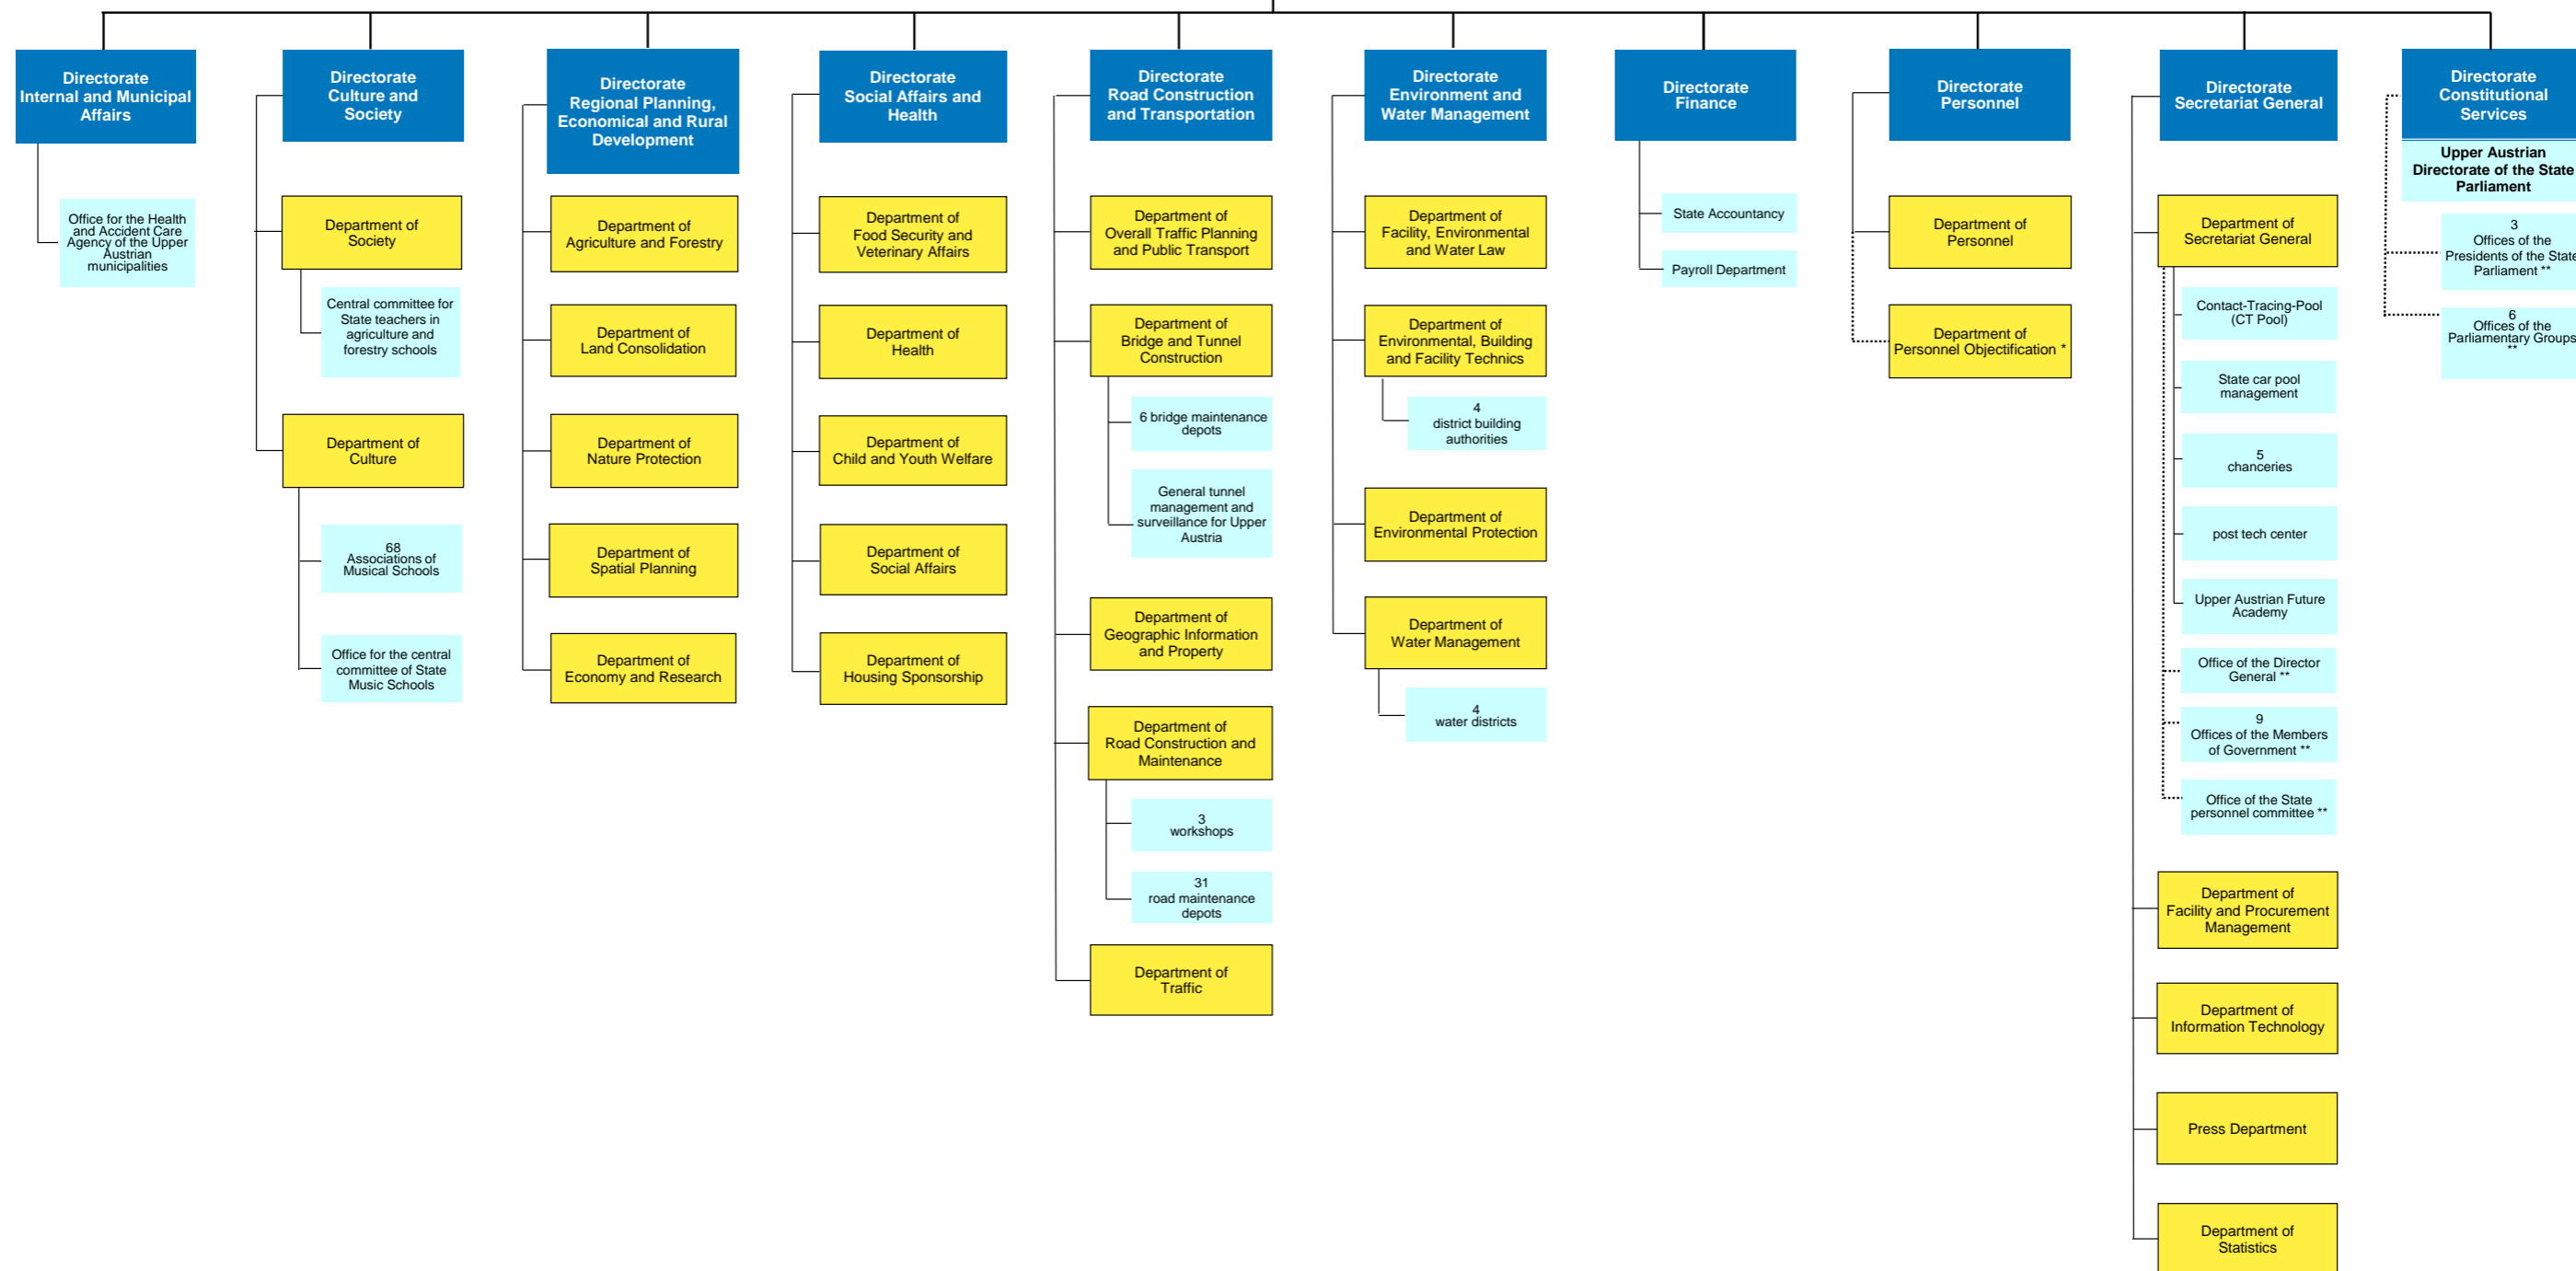 Directorate
Internal and Municipal
Affairs
Office for the Health
and Accident Care
Agency of the Upper
Austrian
municipalities
Directorate
Culture and
Society
Department of
Society
Central committee for
State teachers in
agriculture and
forestry schools
Department of
Culture
68
Associations of
Musical Schools
Office for the central
committee of State
Music Schools
Directorate
Regional Planning,
Economical and Rural
Development
Department of
Agriculture and Forestry
Department of
Land Consolidation
Department of
Nature Protection
Department of
Spatial Planning
Department of
Economy and Research
Directorate
Social Affairs and
Health
Department of
Food Security and
Veterinary Affairs
Department of
Health
Department of
Child and Youth Welfare
Department of
Social Affairs
Department of
Housing Sponsorship
Directorate
Road Construction
and Transportation
Department of
Overall Traffic Planning
and Public Transport
Department of
Bridge and Tunnel
Construction
6 bridge maintenance
depots
General tunnel
management and
surveillance for Upper
Austria
Department of
Geographic Information
and Property
Department of
Road Construction and
Maintenance
3
workshops
31
road maintenance
depots
Department of
Traffic
Directorate
Environment and
Water Management
Department of
Facility, Environmental
and Water Law
Department of
Environmental, Building
and Facility Technics
4
district building
authorities
Department of
Environmental Protection
Department of
Water Management
4
water districts
Directorate
Finance
State Accountancy
Payroll Department
Directorate
Personnel
Department of
Personnel
Department of
Personnel Objectification *
Directorate
Secretariat General
Department of
Secretariat General
Contact-Tracing-Pool
(CT Pool)
State car pool
management
5
chanceries
post tech center
Upper Austrian Future
Academy
Office of the Director
General **
9
Offices of the Members
of Government **
Office of the State
personnel committee **
Department of
Facility and Procurement
Management
Department of
Information Technology
Press Department
Department of
Statistics
Directorate
Constitutional
Services
Upper Austrian
Directorate of the State
Parliament
3
Offices of the
Presidents of the State
Parliament **
6
Offices of the
Parliamentary Groups
**